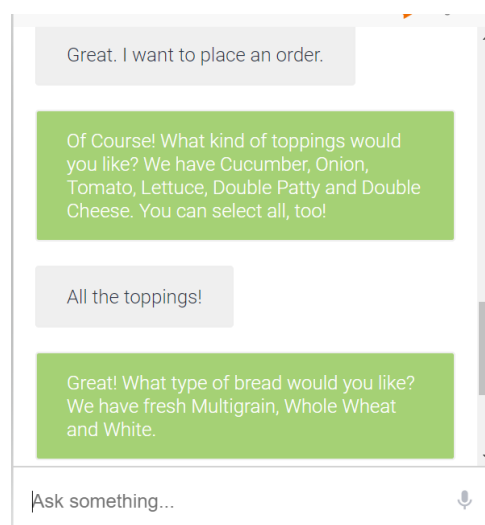 Great. I want to place an order.
Of Course! What kind of toppings would
you like? We have Cucumber, Onion,
Tomato, Lettuce, Double Patty and Double
Cheese. You can select all, too!
All the toppings!
Great! What type of bread would you like?
We have fresh Multigrain, Whole Wheat
and White.
Ask something...